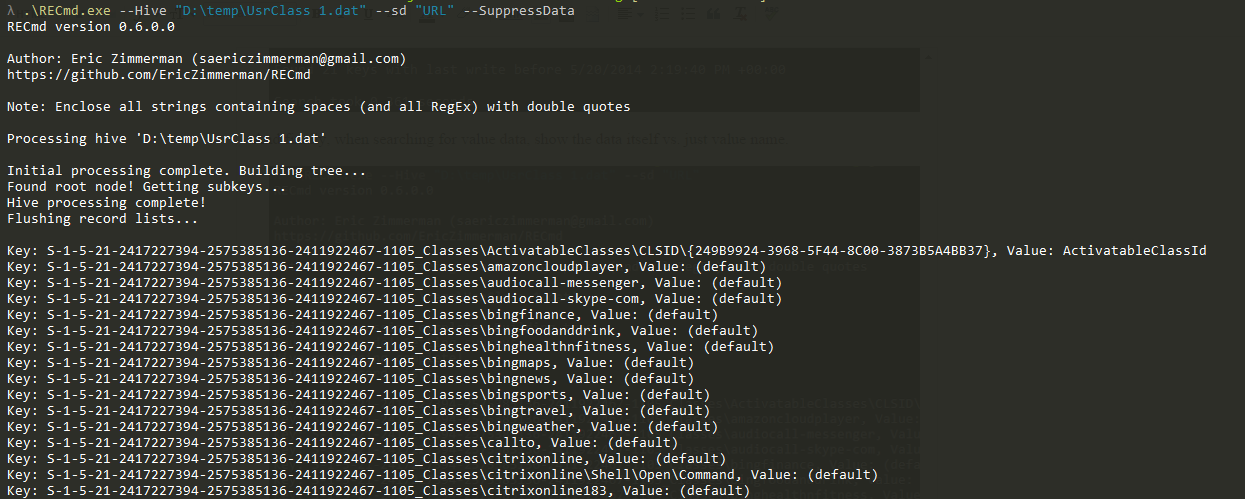 λ .\RECmd.exe --Hive "D:\temp\UsrClass 1.dat" --sd "URL" --SuppressData
RECmd version 0.6.0.0
Author: Eric Zimmerman (saericzimmerman@gmail.com)
https://github.com/EricZimmerman/RECmd
Note: Enclose all strings containing spaces (and all RegEx) with double quotes
Processing hive 'D:\temp\UsrClass 1.dat'
Initial processing complete. Building tree...
Found root node! Getting subkeys...
Hive processing complete!
Flushing record lists...
Key: S-1-5-21-2417227394-2575385136-2411922467-1105_Classes\ActivatableClasses\CLSID\{249B9924-3968-5F44-8C00-3873B5A4BB37}, Value: ActivatableClassId
Key: S-1-5-21-2417227394-2575385136-2411922467-1105_Classes\amazoncloudplayer, Value: (default)
Key: S-1-5-21-2417227394-2575385136-2411922467-1105_Classes\audiocall-messenger, Value: (default)
Key: S-1-5-21-2417227394-2575385136-2411922467-1105_Classes\audiocall-skype-com, Value: (default)
Key: S-1-5-21-2417227394-2575385136-2411922467-1105_Classes\bingfinance, Value: (default)
Key: S-1-5-21-2417227394-2575385136-2411922467-1105_Classes\bingfoodanddrink, Value: (default)
Key: S-1-5-21-2417227394-2575385136-2411922467-1105_Classes\binghealthnfitness, Value: (default)
Key: S-1-5-21-2417227394-2575385136-2411922467-1105_Classes\bingmaps, Value: (default)
Key: S-1-5-21-2417227394-2575385136-2411922467-1105_Classes\bingnews, Value: (default)
Key: S-1-5-21-2417227394-2575385136-2411922467-1105_Classes\bingsports, Value: (default)
Key: S-1-5-21-2417227394-2575385136-2411922467-1105_Classes\bingtravel, Value: (default)
Key: S-1-5-21-2417227394-2575385136-2411922467-1105_Classes\bingweather, Value: (default)
Key: S-1-5-21-2417227394-2575385136-2411922467-1105_Classes\callto, Value: (default)
Key: S-1-5-21-2417227394-2575385136-2411922467-1105_Classes\citrixonline, Value: (default)
Key: S-1-5-21-2417227394-2575385136-2411922467-1105_Classes\citrixonline\Shell\Open\Command, Value: (default)
Key: S-1-5-21-2417227394-2575385136-2411922467-1105_Classes\citrixonline183, Value: (default)